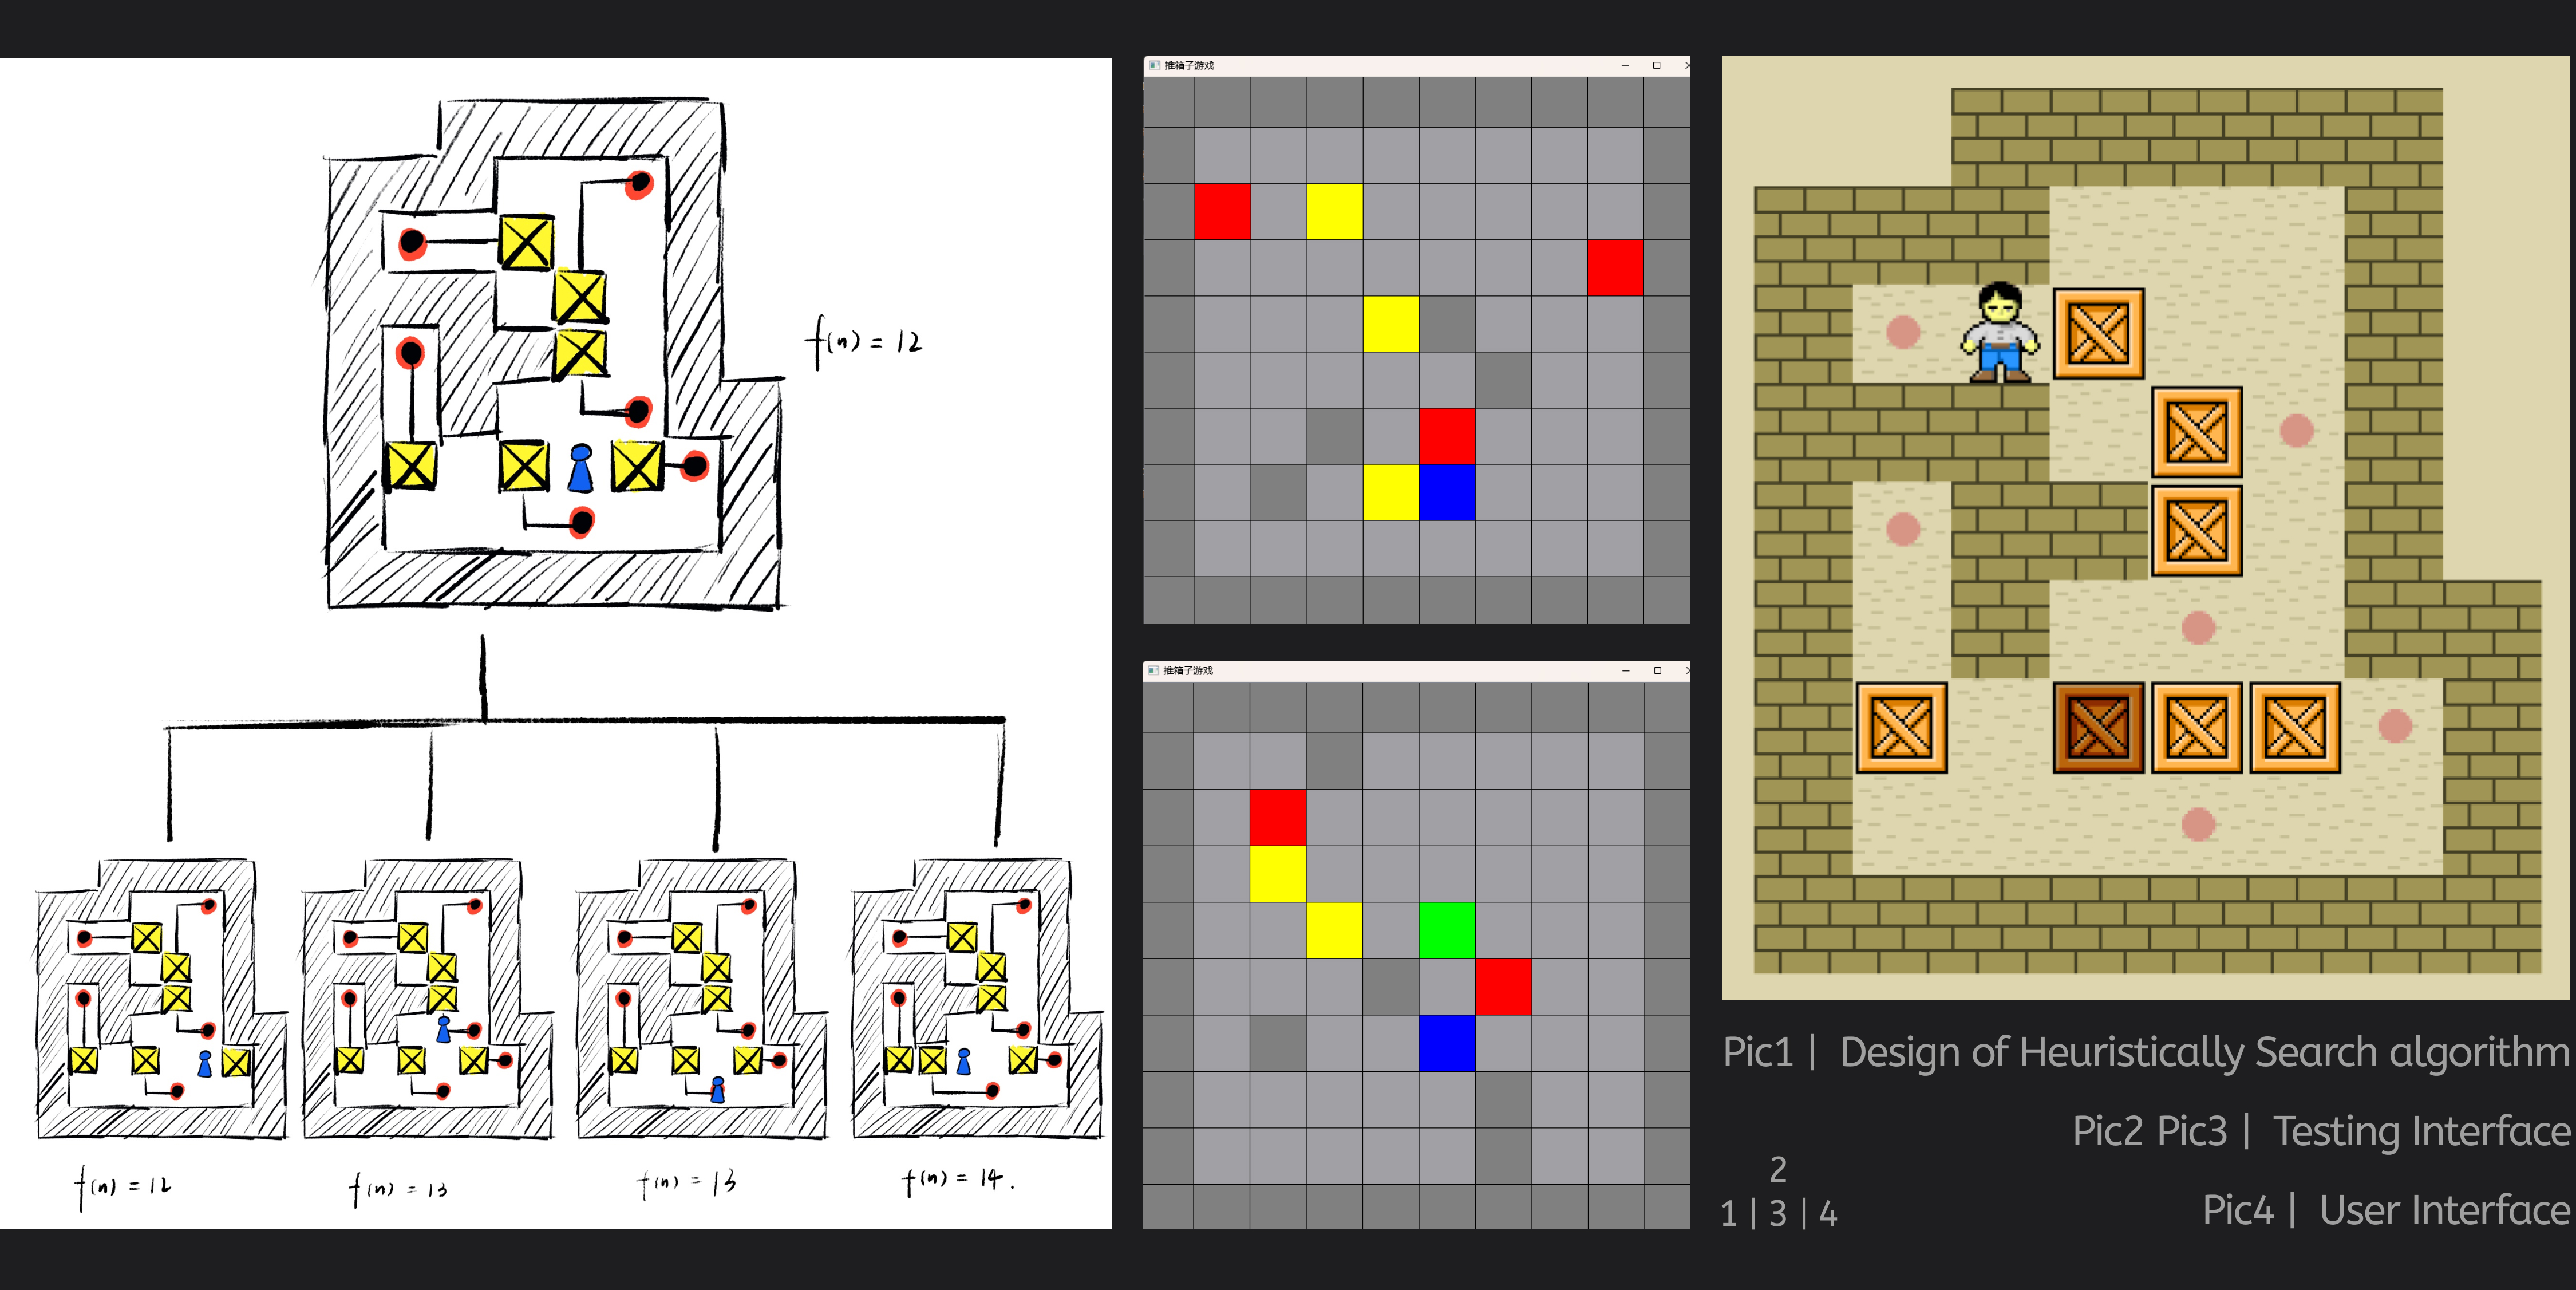 f(n) = 12
f(n) = 12
f(n) = 13
f(n) = 13
f(n) = 14.
推箱子游戏
推箱子游戏
Pic1 | Design of Heuristically Search algorithm
Pic2 Pic3 | Testing Interface
2
1 | 3 | 4
Pic4 | User Interface